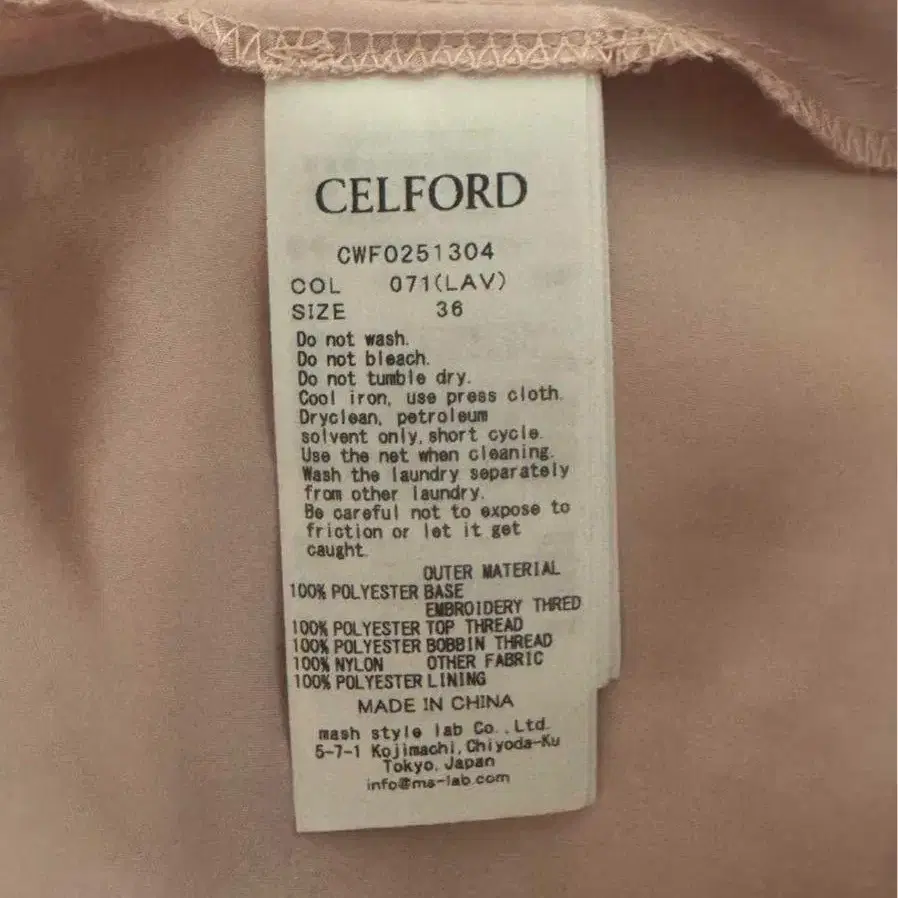 CELFORD
CWF0251304
COL 071(LAV)
SIZE 36
Do not wash.
Do not bleach.
Do not tumble dry.
Cool iron, use press cloth.
Dryclean, petroleum
solvent only, short cycle.
Use the net when cleaning.
Wash the laundry separately
from other laundry.
Be careful not to expose to
friction or let it get
caught.
OUTER MATERIAL
100% POLYESTER BASE
EMBROIDERY THRED
100% POLYESTER TOP THREAD
100% POLYESTER BOBBIN THREAD
100% NYLON OTHER FABRIC
100% POLYESTER LINING
MADE IN CHINA
mash style lab Co., Ltd.
5-7-1 Kojimachi, Chiyoda-Ku
Tokyo, Japan
info@ms-lab.com